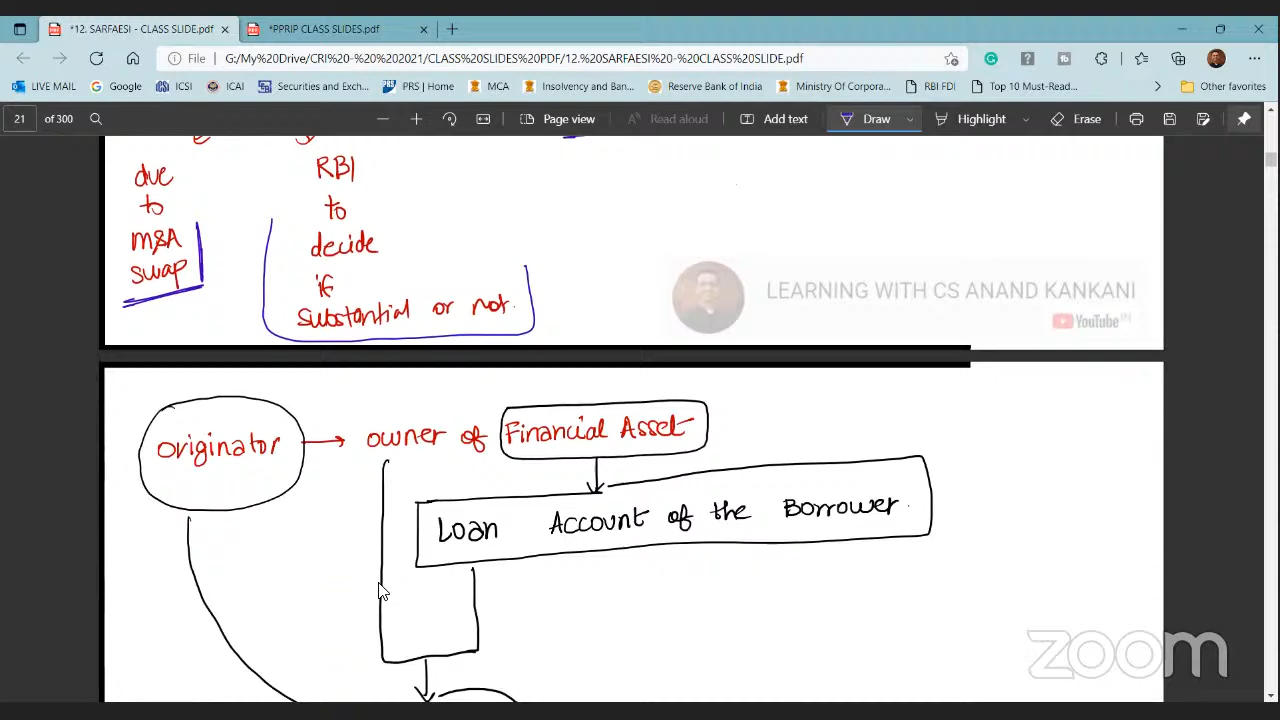 *12. SARFAESI - CLASS SLIDE.pdf
*PPRIP CLASS SLIDES.pdf
File
G:/My%20Drive/CRI%20-%20%202021/CLASS%20SLIDES%20PDF/12.%20SARFAESI%20-%20CLASS%20SLIDE.pdf
LIVE MAIL
Google
ICSI
ICAI
Securities and Exch...
PRS | Home
MCA
Insolvency and Ban...
Reserve Bank of India
Ministry Of Corpora...
RBI FDI
Top 10 Must-Read...
Other favorites
21 of 300
Page view
Read aloud
Add text
Draw
Highlight
Erase
due
to
M&A
swap
RBI
to
decide
if
substantial or not.
LEARNING WITH CS ANAND KANKANI
YouTube IN
originator → owner of Financial Asset
Loan Account of the Borrower.
zoom